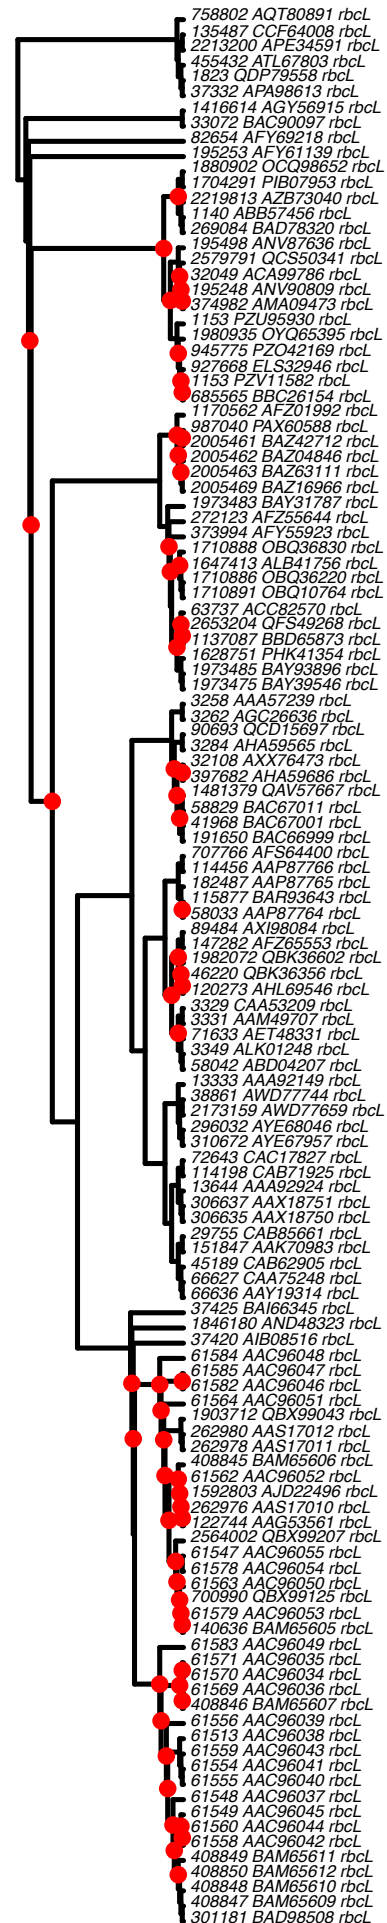 758802 AQT80891 rbcL
135487 CCF64008 rbcL
2213200 APE34591 rbcL
455432 ATL67803 rbcL
1823 QDP79558 rbcL
37332 APA98613 rbcL
1416614 AGY56915 rbcL
33072 BAC90097 rbcL
82654 AFY69218 rbcL
195253 AFY61139 rbcL
1880902 OCQ98652 rbcL
1704291 PIB07953 rbcL
2219813 AZB73040 rbcL
1140 ABB57456 rbcL
269084 BAD78320 rbcL
195498 ANV87636 rbcL
2579791 QCS50341 rbcL
32049 ACA99786 rbcL
195248 ANV90809 rbcL
374982 AMA09473 rbcL
1153 PZU95930 rbcL
1980935 OYQ65395 rbcL
945775 PZO42169 rbcL
927668 ELS32946 rbcL
1153 PZV11582 rbcL
685565 BBC26154 rbcL
1170562 AFZ01992 rbcL
987040 PAX60588 rbcL
2005461 BAZ42712 rbcL
2005462 BAZ04846 rbcL
2005463 BAZ63111 rbcL
2005469 BAZ16966 rbcL
1973483 BAY31787 rbcL
272123 AFZ55644 rbcL
373994 AFY55923 rbcL
1710888 OBQ36830 rbcL
1647413 ALB41756 rbcL
1710886 OBQ36220 rbcL
1710891 OBQ10764 rbcL
63737 ACC82570 rbcL
2653204 QFS49268 rbcL
1137087 BBD65873 rbcL
1628751 PHK41354 rbcL
1973485 BAY93896 rbcL
1973475 BAY39546 rbcL
3258 AAA57239 rbcL
3262 AGC26636 rbcL
90693 QCD15697 rbcL
3284 AHA59565 rbcL
32108 AXX76473 rbcL
397682 AHA59686 rbcL
1481379 QAV57667 rbcL
58829 BAC67011 rbcL
41968 BAC67001 rbcL
191650 BAC66999 rbcL
707766 AFS64400 rbcL
114456 AAP87766 rbcL
182487 AAP87765 rbcL
115877 BAR93643 rbcL
58033 AAP87764 rbcL
89484 AXI98084 rbcL
147282 AFZ65553 rbcL
1982072 QBK36602 rbcL
46220 QBK36356 rbcL
120273 AHL69546 rbcL
3329 CAA53209 rbcL
3331 AAM49707 rbcL
71633 AET48331 rbcL
3349 ALK01248 rbcL
58042 ABD04207 rbcL
13333 AAA92149 rbcL
38861 AWD77744 rbcL
2173159 AWD77659 rbcL
296032 AYE68046 rbcL
310672 AYE67957 rbcL
72643 CAC17827 rbcL
114198 CAB71925 rbcL
13644 AAA92924 rbcL
306637 AAX18751 rbcL
306635 AAX18750 rbcL
29755 CAB85661 rbcL
151847 AAK70983 rbcL
45189 CAB62905 rbcL
66627 CAA75248 rbcL
66636 AAY19314 rbcL
37425 BAI66345 rbcL
1846180 AND48323 rbcL
37420 AIB08516 rbcL
61584 AAC96048 rbcL
61585 AAC96047 rbcL
61582 AAC96046 rbcL
61564 AAC96051 rbcL
1903712 QBX99043 rbcL
262980 AAS17012 rbcL
262978 AAS17011 rbcL
408845 BAM65606 rbcL
61562 AAC96052 rbcL
1592803 AJD22496 rbcL
262976 AAS17010 rbcL
122744 AAG53561 rbcL
2564002 QBX99207 rbcL
61547 AAC96055 rbcL
61578 AAC96054 rbcL
61563 AAC96050 rbcL
700990 QBX99125 rbcL
61579 AAC96053 rbcL
140636 BAM65605 rbcL
61583 AAC96049 rbcL
61571 AAC96035 rbcL
61570 AAC96034 rbcL
61569 AAC96036 rbcL
408846 BAM65607 rbcL
61556 AAC96039 rbcL
61513 AAC96038 rbcL
61559 AAC96043 rbcL
61554 AAC96041 rbcL
61555 AAC96040 rbcL
61548 AAC96037 rbcL
61549 AAC96045 rbcL
61560 AAC96044 rbcL
61558 AAC96042 rbcL
408849 BAM65611 rbcL
408850 BAM65612 rbcL
408848 BAM65610 rbcL
408847 BAM65609 rbcL
301181 BAD98508 rbcL